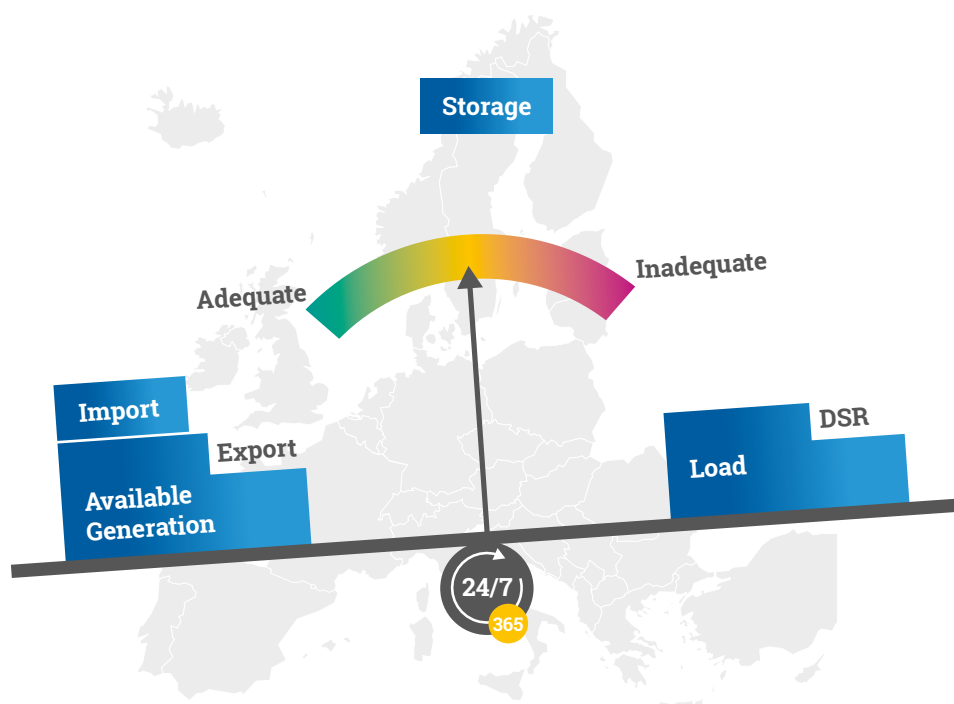 Storage
Adequate
Inadequate
Import
Export
Available
Generation
DSR
Load
24/7
365